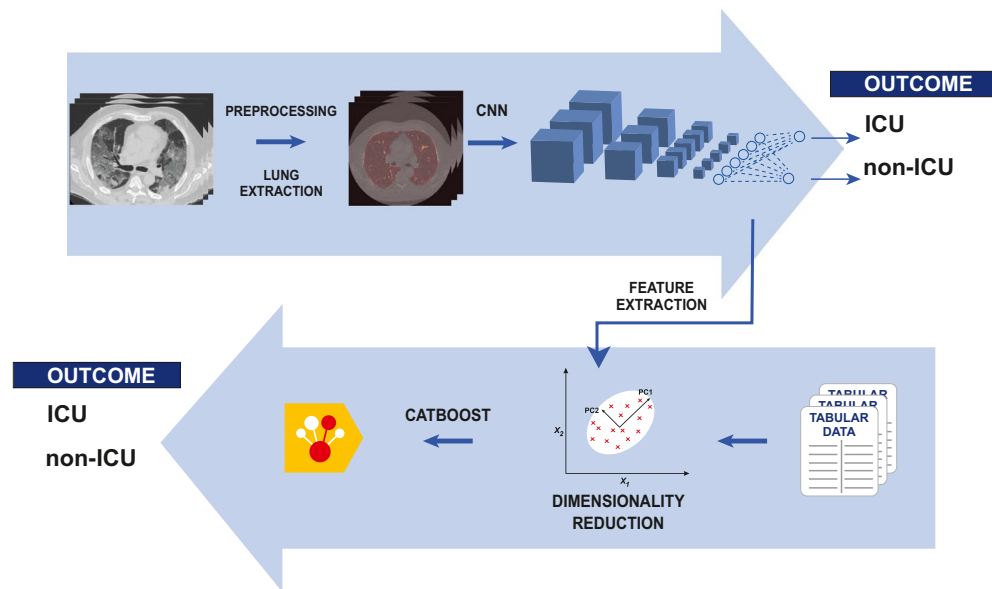 PREPROCESSING
LUNG
EXTRACTION
CNN
OUTCOME
ICU
non-ICU
FEATURE
EXTRACTION
OUTCOME
ICU
non-ICU
CATBOOST
PC1
PC2
X2
X1
DIMENSIONALITY
REDUCTION
TABULAR
TABULAR
TABULAR
DATA